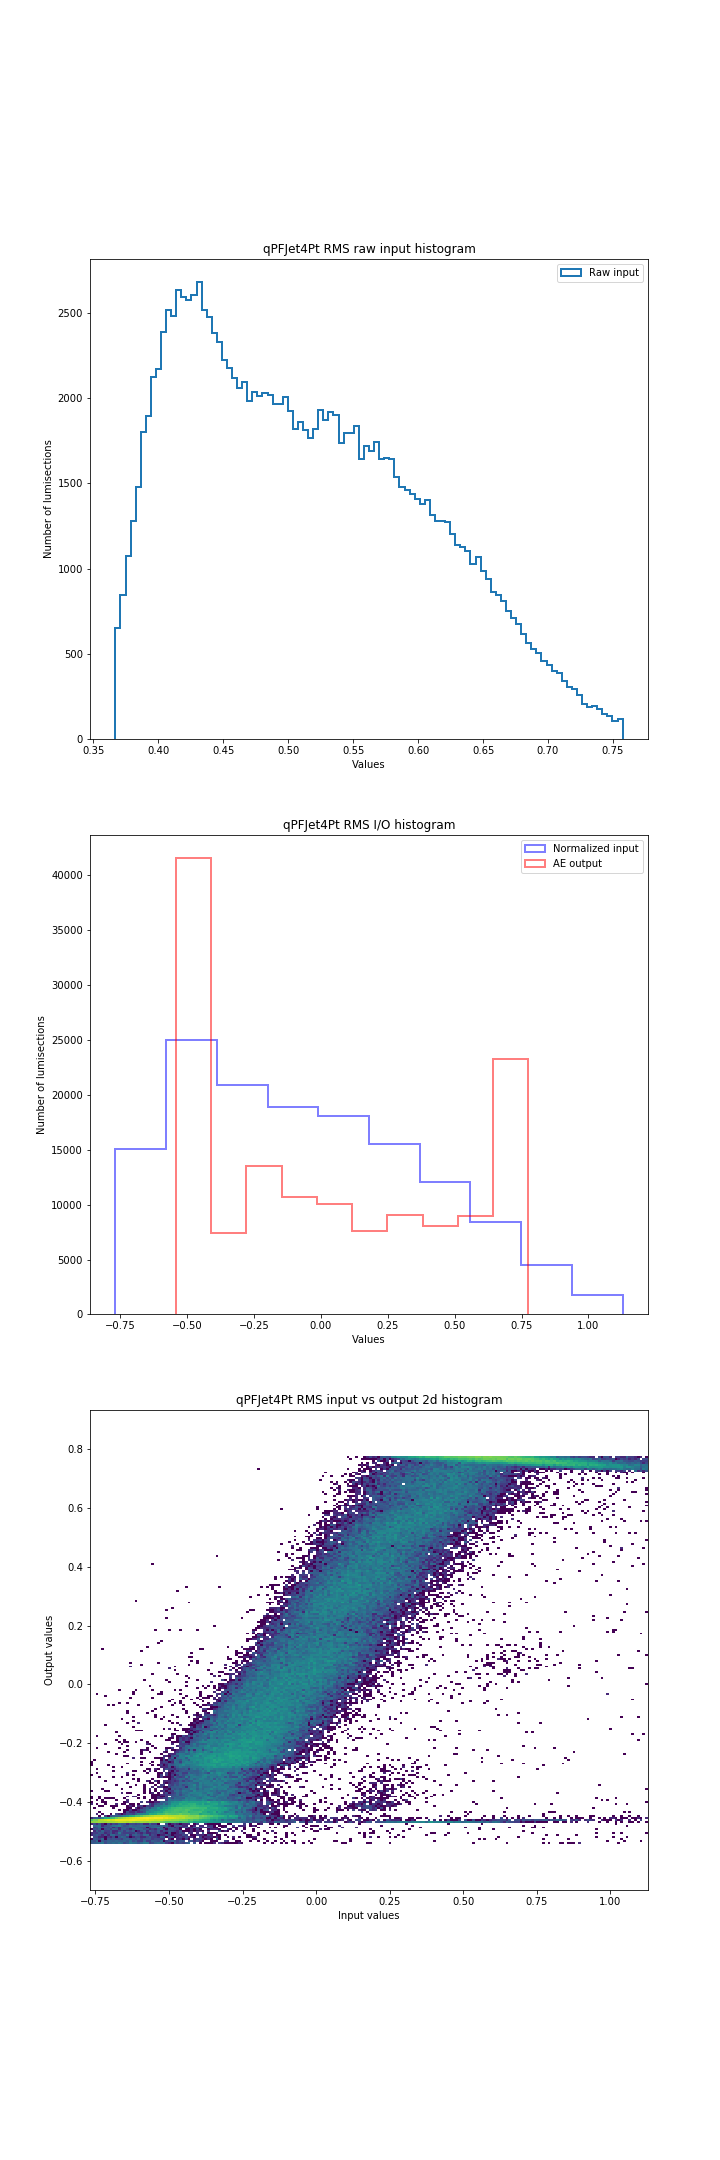 qPFJet4Pt RMS raw input histogram
Raw input
Number of lumisections
2500
2000
1500
1000
500
0
0.35 0.40 0.45 0.50 0.55 0.60 0.65 0.70 0.75
Values
qPFJet4Pt RMS I/O histogram
Normalized input
AE output
Number of lumisections
40000
35000
30000
25000
20000
15000
10000
5000
0
−0.75 −0.50 −0.25 0.00 0.25 0.50 0.75 1.00
Values
qPFJet4Pt RMS input vs output 2d histogram
Output values
0.8
0.6
0.4
0.2
0.0
−0.2
−0.4
−0.6
−0.75 −0.50 −0.25 0.00 0.25 0.50 0.75 1.00
Input values